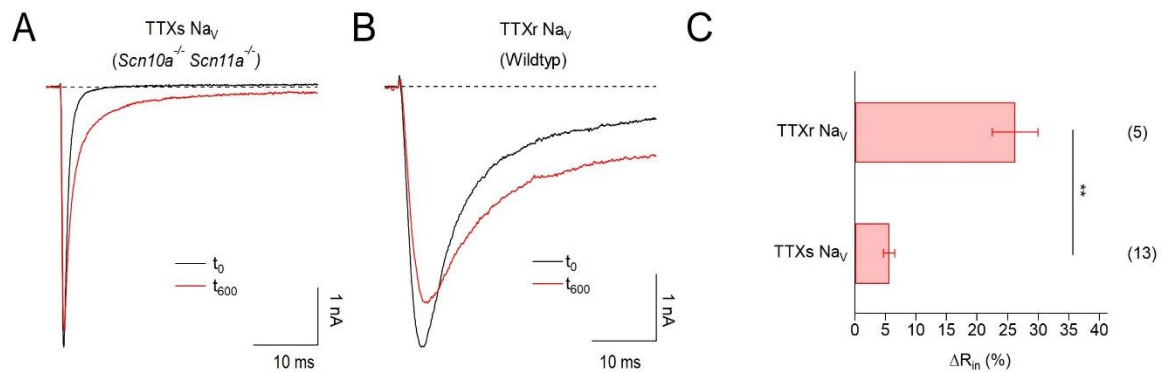 A
TTXs NaV
(Scn10a-/- Scn11a-/-)
t0
t600
1 nA
10 ms
B
TTXr NaV
(Wildtyp)
t0
t600
1 nA
10 ms
C
TTXr NaV
(5)
**
TTXs NaV
(13)
0 5 10 15 20 25 30 35 40
ΔRin (%)